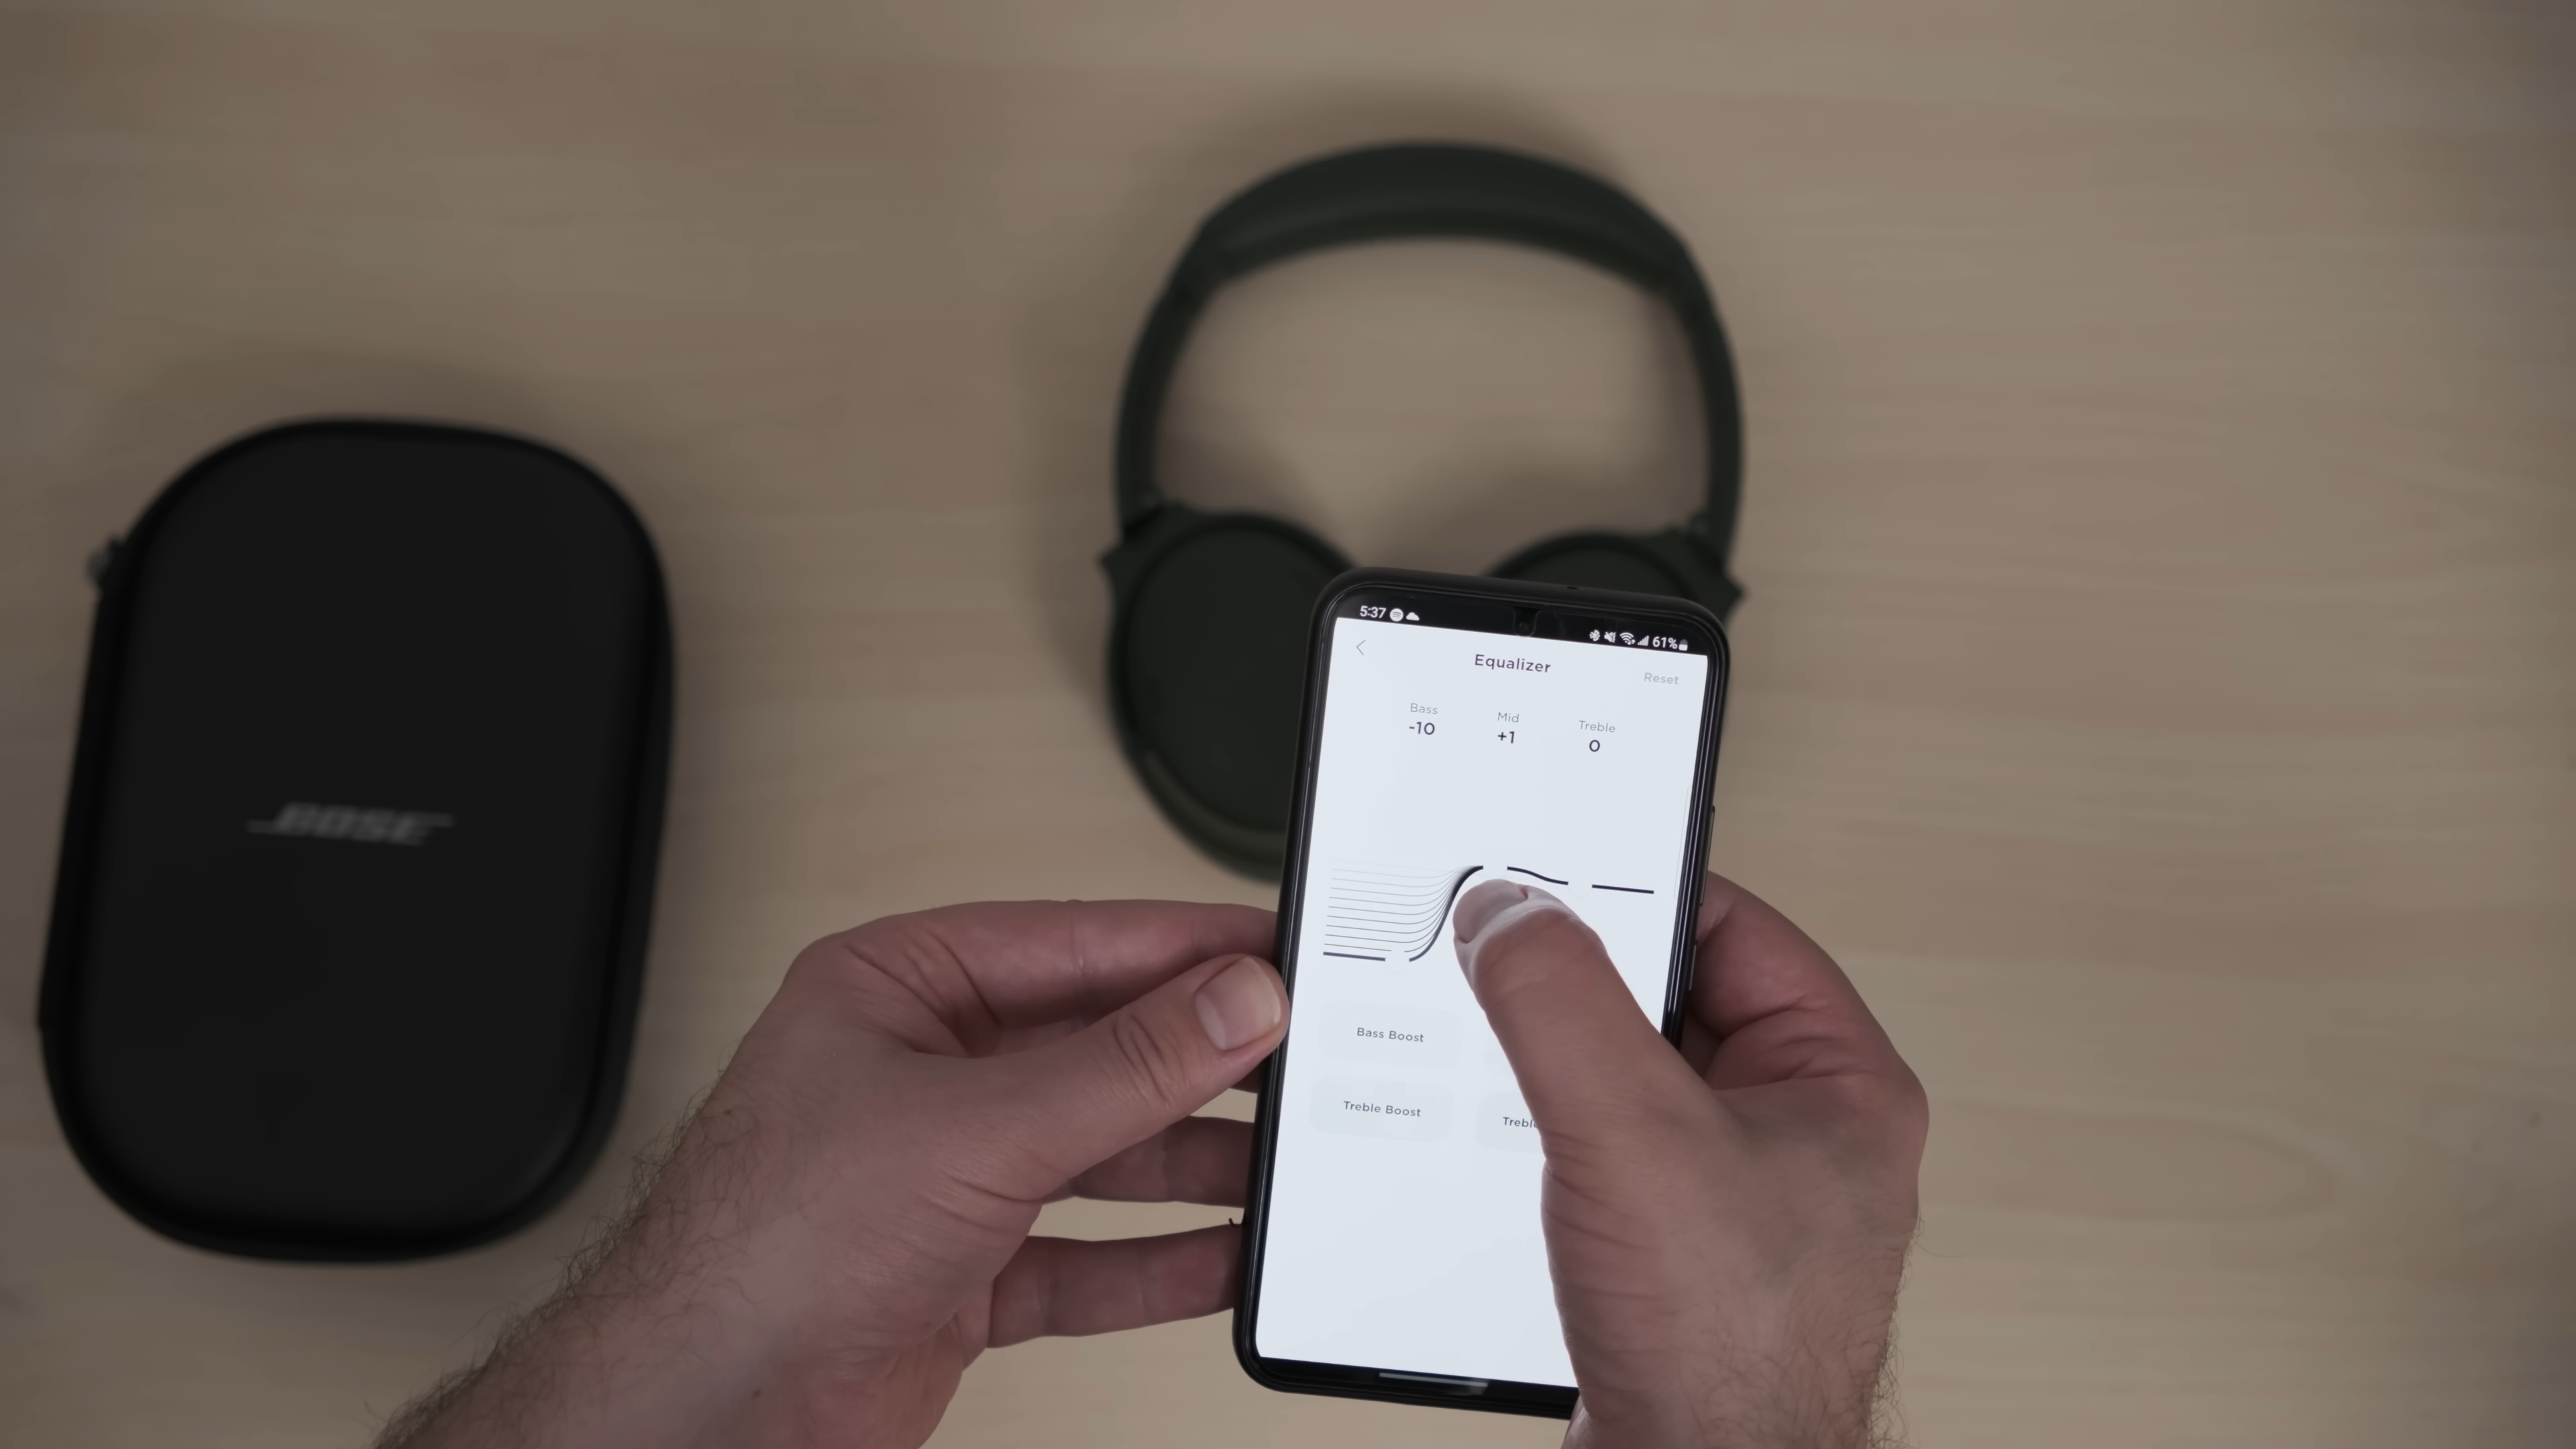 5:37
61%
Equalizer
Reset
Bass
Mid
Treble
-10
+1
0
BOSE
Bass Boost
Treble Boost